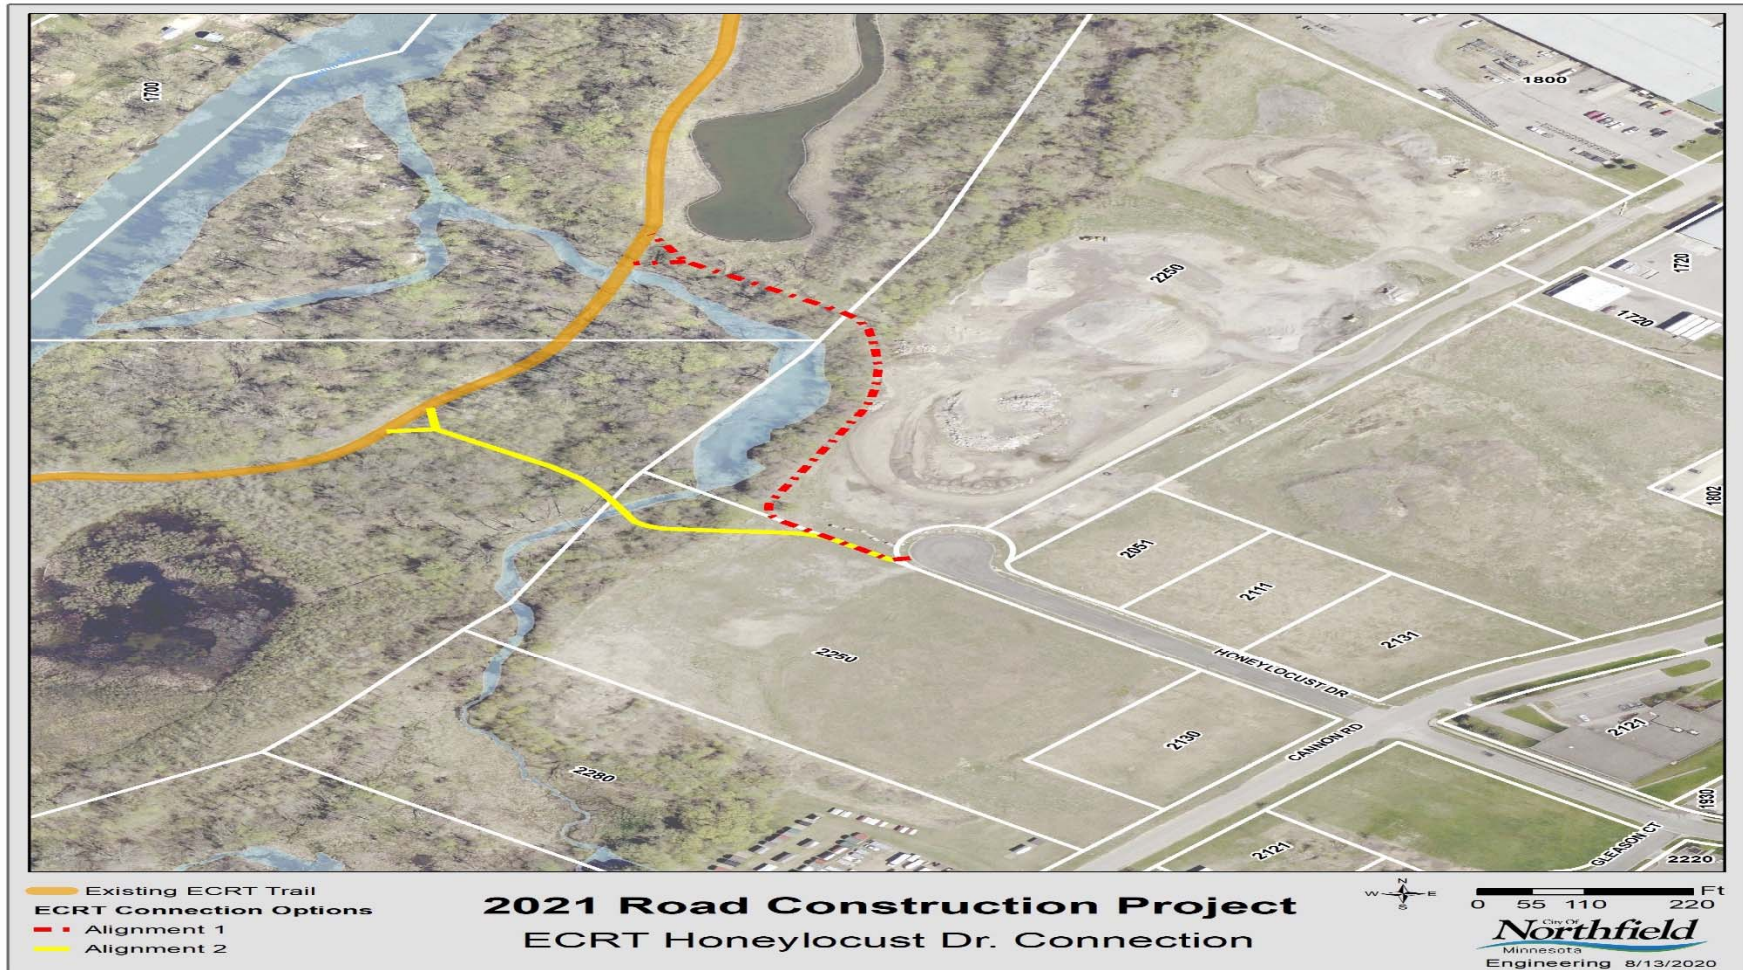 1700
1800
2250
1720
1720
1802
2051
2111
2131
HONEYLOCUST DR
2250
2130
CANNON RD
2121
2280
1930
2121
GLEASON CT
2220
Existing ECRT Trail
ECRT Connection Options
Alignment 1
Alignment 2
2021 Road Construction Project
ECRT Honeylocust Dr. Connection
N
W E
S
Ft
0 55 110 220
City Of
Northfield
Minnesota
Engineering 8/13/2020